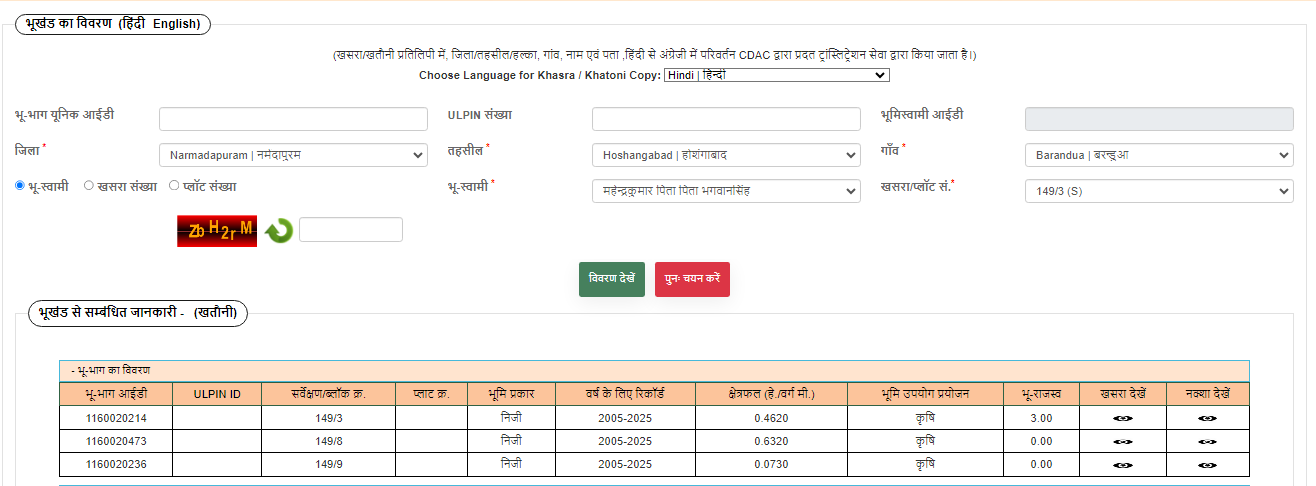 भूखंड का विवरण (हिंदी English)
(खसरा/खतौनी प्रतिलिपी में, जिला/तहसील/हल्का, गांव, नाम एवं पता ,हिंदी से अंग्रेजी में परिवर्तन CDAC द्वारा प्रदत ट्रांस्लिट्रेशन सेवा द्वारा किया जाता है।)
Choose Language for Khasra / Khatoni Copy: Hindi | हिन्दी
भू-भाग यूनिक आईडी ULPIN संख्या भूमिस्वामी आईडी
जिला * Narmadapuram | नर्मदापुरम तहसील * Hoshangabad | होशंगाबाद गाँव * Barandua | बरन्डुआ
भू-स्वामी खसरा संख्या प्लॉट संख्या भू-स्वामी * महेन्द्रकुमार पिता पिता भगवानसिंह खसरा/प्लॉट सं.* 149/3 (S)
Zb H2r M
विवरण देखें पुनः चयन करें
भूखंड से सम्बंधित जानकारी - (खतौनी)
- भू-भाग का विवरण
भू-भाग आईडी ULPIN ID सर्वेक्षण/ब्लॉक क्र. प्लाट क्र. भूमि प्रकार वर्ष के लिए रिकॉर्ड क्षेत्रफल (हे./वर्ग मी.) भूमि उपयोग प्रयोजन भू-राजस्व खसरा देखें नक्शा देखें
1160020214 149/3 निजी 2005-2025 0.4620 कृषि 3.00
1160020473 149/8 निजी 2005-2025 0.6320 कृषि 0.00
1160020236 149/9 निजी 2005-2025 0.0730 कृषि 0.00